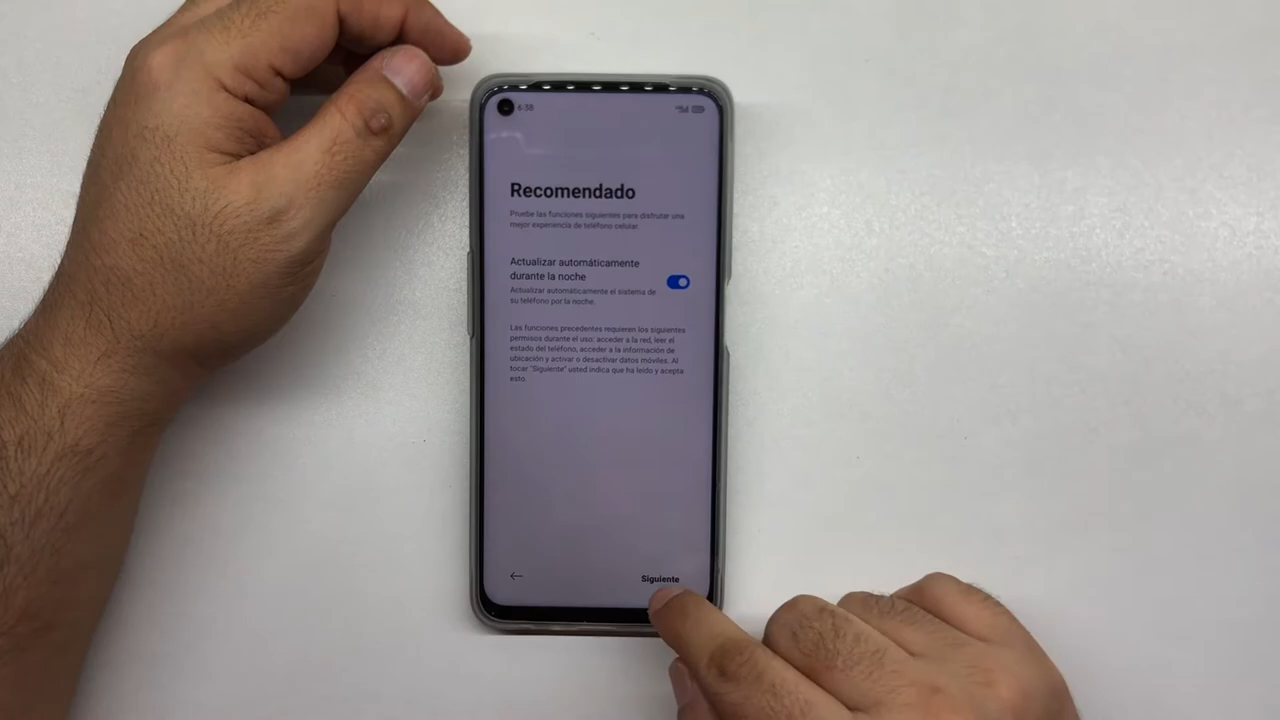 6:38
Recomendado
Pruebe las funciones siguientes para disfrutar una
mejor experiencia de teléfono celular.
Actualizar automáticamente
durante la noche
Actualizar automáticamente el sistema de
su teléfono por la noche.
Las funciones precedentes requieren los siguientes
permisos durante el uso: acceder a la red, leer el
estado del teléfono, acceder a la información de
ubicación y activar o desactivar datos móviles. Al
tocar "Siguiente" usted indica que ha leído y acepta
esto.
Siguiente